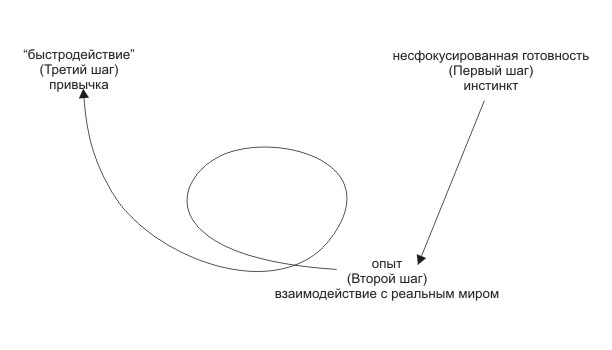 “быстродействие”
(Третий шаг)
привычка
несфокусированная готовность
(Первый шаг)
инстинкт
опыт
(Второй шаг)
взаимодействие с реальным миром